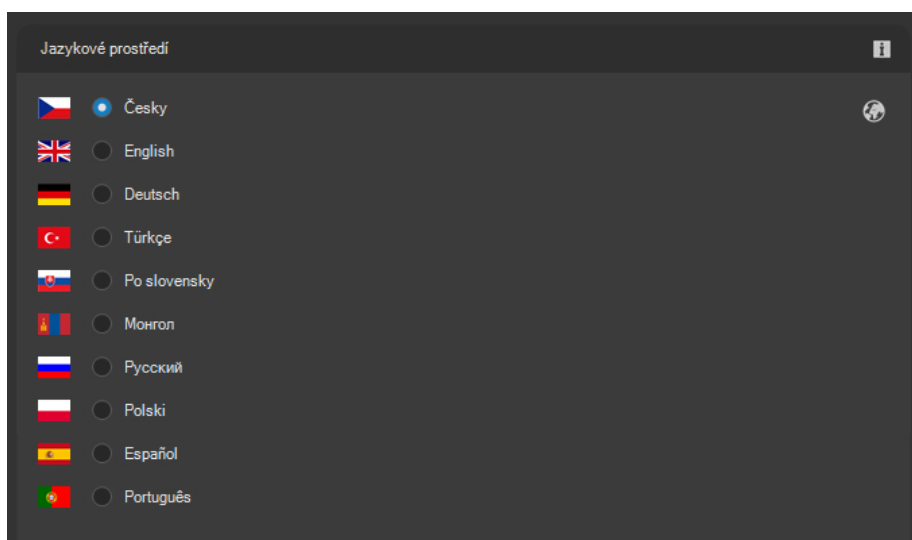 Jazykové prostředí
Česky
English
Deutsch
Türkçe
Po slovensky
Монгол
Русский
Polski
Español
Português